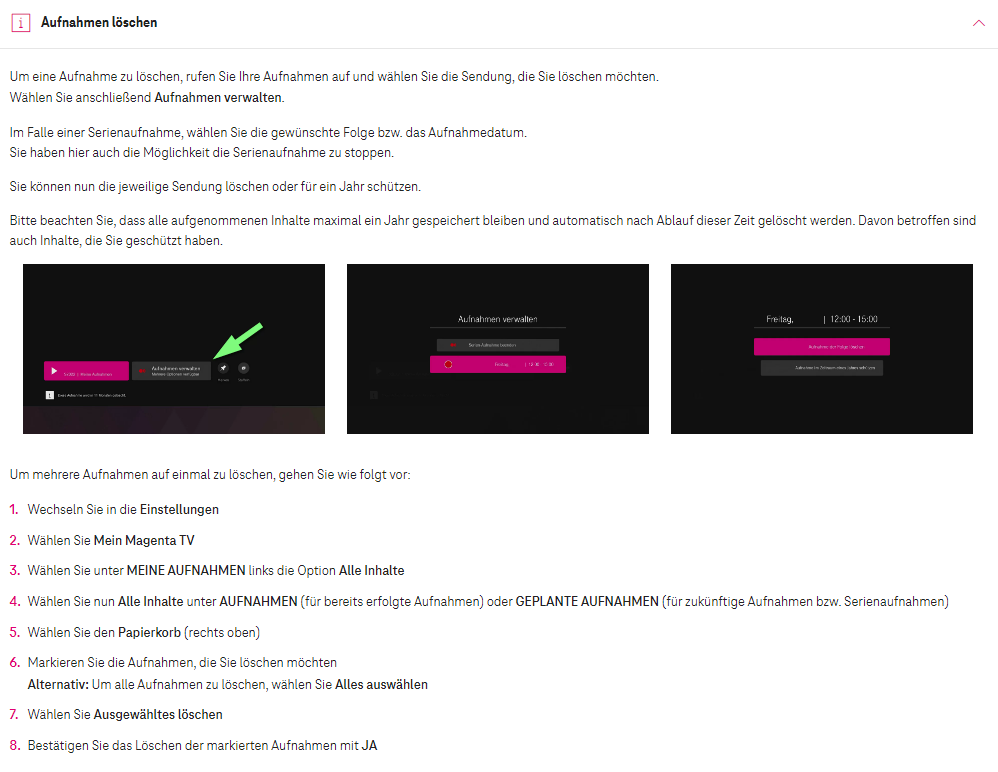 i Aufnahmen löschen
Um eine Aufnahme zu löschen, rufen Sie Ihre Aufnahmen auf und wählen Sie die Sendung, die Sie löschen möchten.
Wählen Sie anschließend Aufnahmen verwalten.
Im Falle einer Serienaufnahme, wählen Sie die gewünschte Folge bzw. das Aufnahmedatum.
Sie haben hier auch die Möglichkeit die Serienaufnahme zu stoppen.
Sie können nun die jeweilige Sendung löschen oder für ein Jahr schützen.
Bitte beachten Sie, dass alle aufgenommenen Inhalte maximal ein Jahr gespeichert bleiben und automatisch nach Ablauf dieser Zeit gelöscht werden. Davon betroffen sind
auch Inhalte, die Sie geschützt haben.
Aufnahmen verwalten
Meine Aufnahmen
Aufnahmen verwalten
Freitag, | 12:00 - 15:00
Freitag, | 12:00 - 15:00
Um mehrere Aufnahmen auf einmal zu löschen, gehen Sie wie folgt vor:
1. Wechseln Sie in die Einstellungen
2. Wählen Sie Mein Magenta TV
3. Wählen Sie unter MEINE AUFNAHMEN links die Option Alle Inhalte
4. Wählen Sie nun Alle Inhalte unter AUFNAHMEN (für bereits erfolgte Aufnahmen) oder GEPLANTE AUFNAHMEN (für zukünftige Aufnahmen bzw. Serienaufnahmen)
5. Wählen Sie den Papierkorb (rechts oben)
6. Markieren Sie die Aufnahmen, die Sie löschen möchten
Alternativ: Um alle Aufnahmen zu löschen, wählen Sie Alles auswählen
7. Wählen Sie Ausgewähltes löschen
8. Bestätigen Sie das Löschen der markierten Aufnahmen mit JA